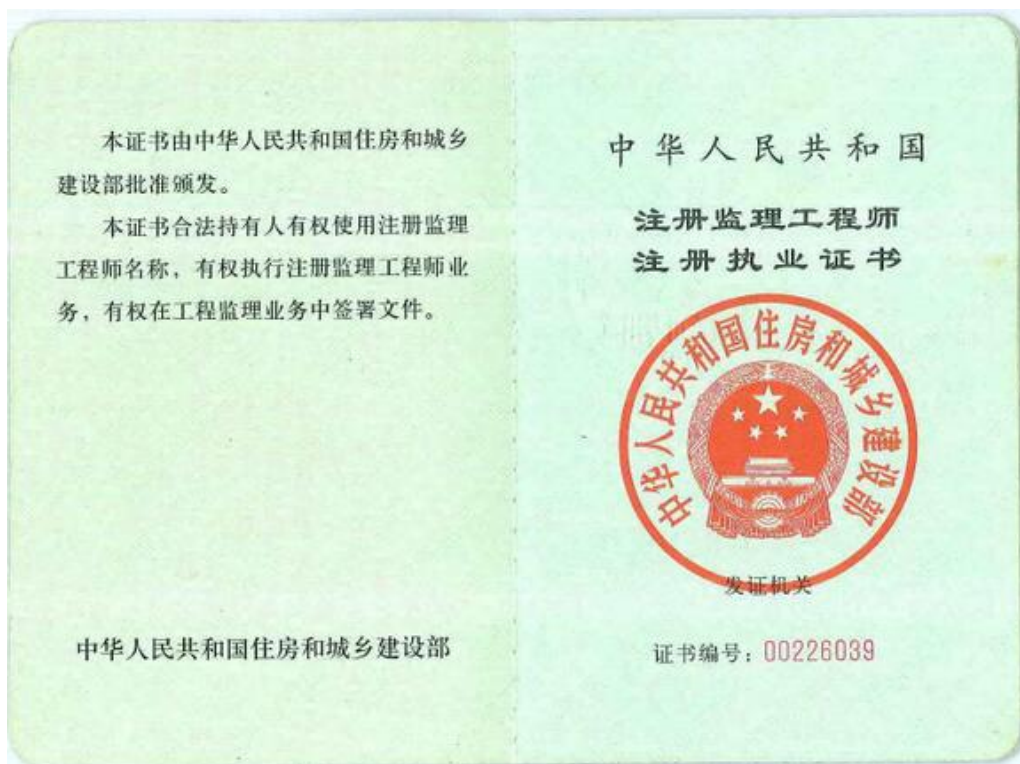 本证书由中华人民共和国住房和城乡
建设部批准颁发。
本证书合法持有人有权使用注册监理
工程师名称，有权执行注册监理工程师业
务，有权在工程监理业务中签署文件。
中华人民共和国住房和城乡建设部
中华人民共和国
注册监理工程师
注册执业证书
中华人民共和国住房和城乡建设部
发证机关
证书编号：00226039